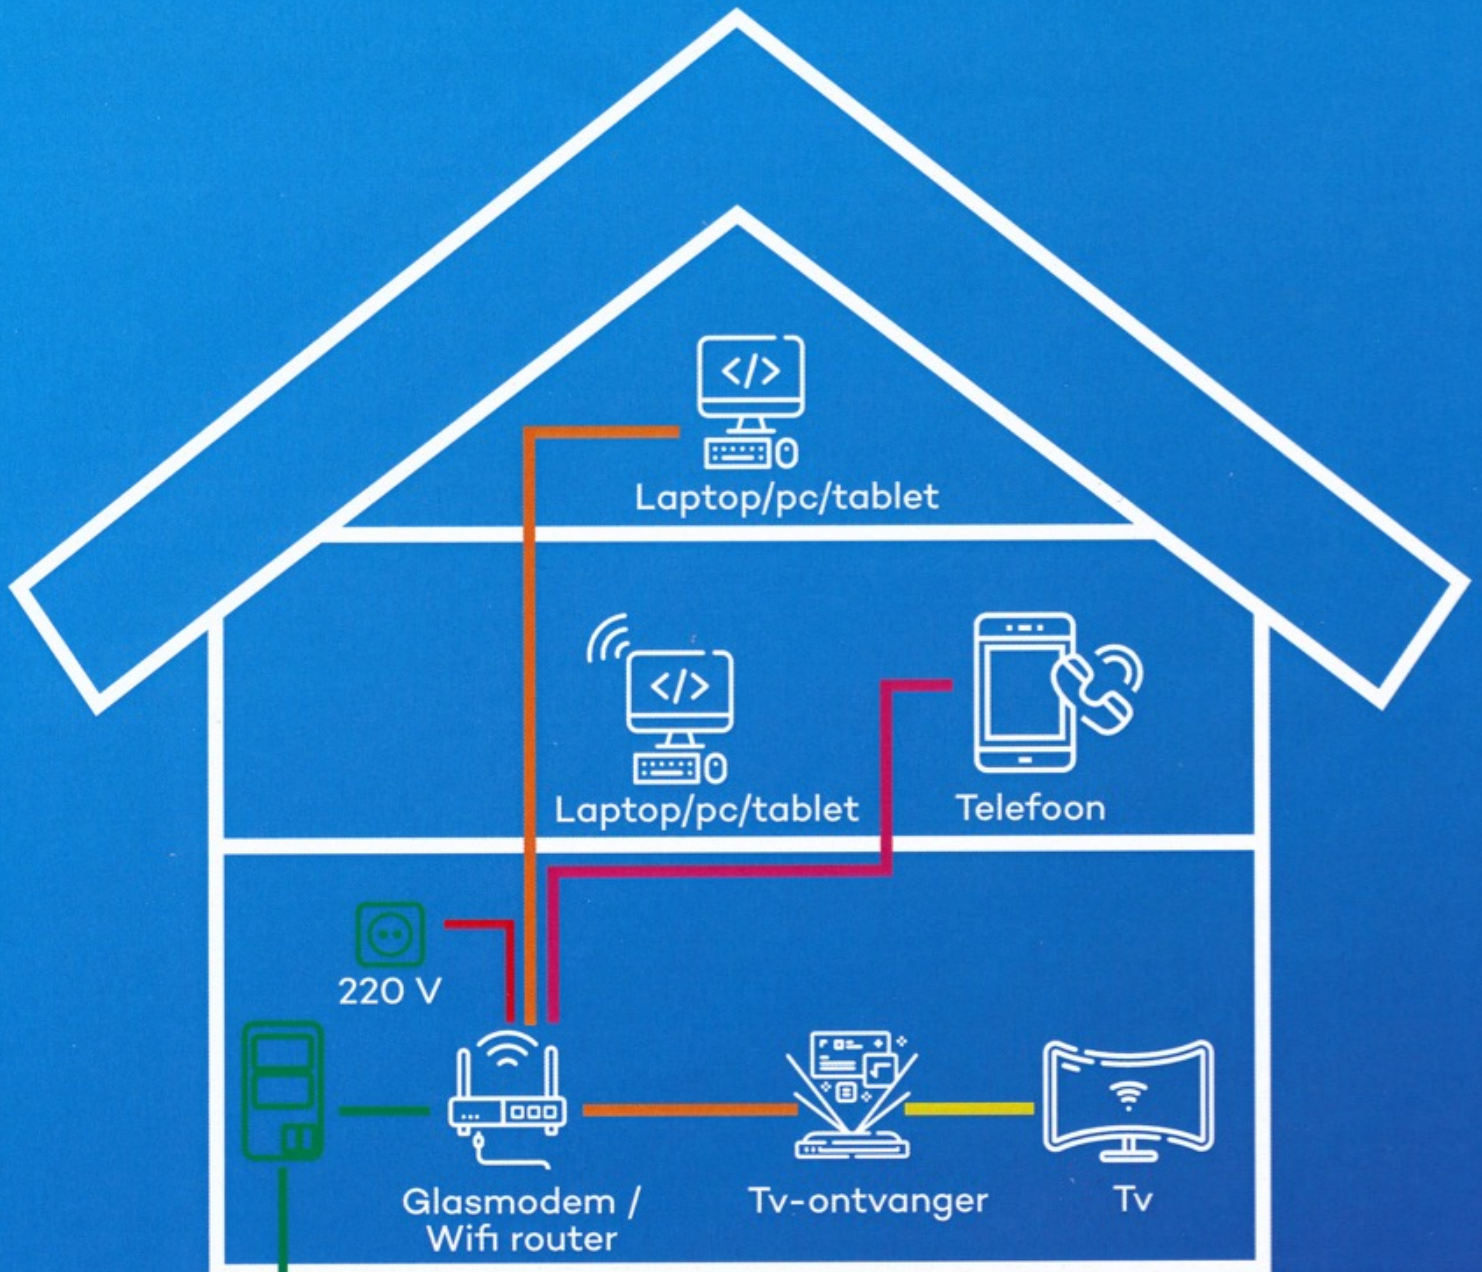 </>
Laptop/pc/tablet
</>
Laptop/pc/tablet
Telefoon
220 V
Glasmodem /
Wifi router
Tv-ontvanger
Tv